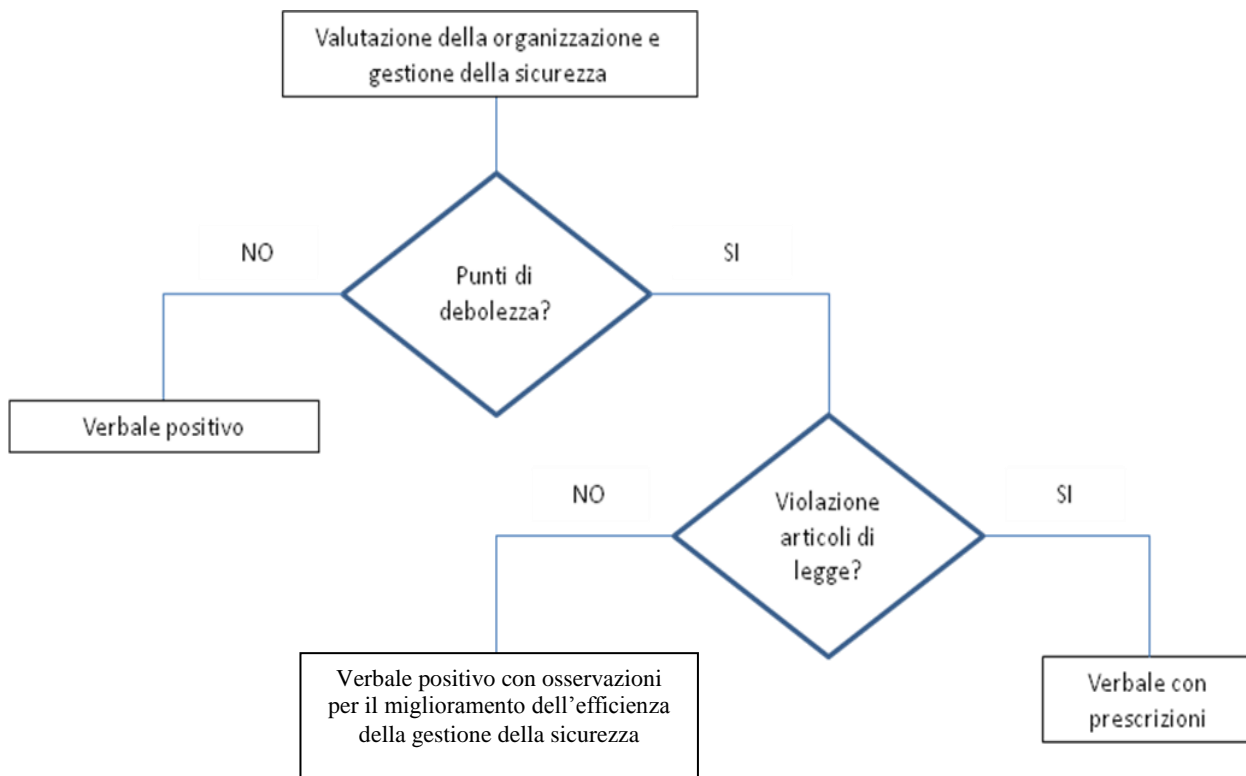 Valutazione della organizzazione e
gestione della sicurezza
NO
SI
Punti di
debolezza?
Verbale positivo
NO
SI
Violazione
articoli di
legge?
Verbale positivo con osservazioni
per il miglioramento dell’efficienza
della gestione della sicurezza
Verbale con
prescrizioni